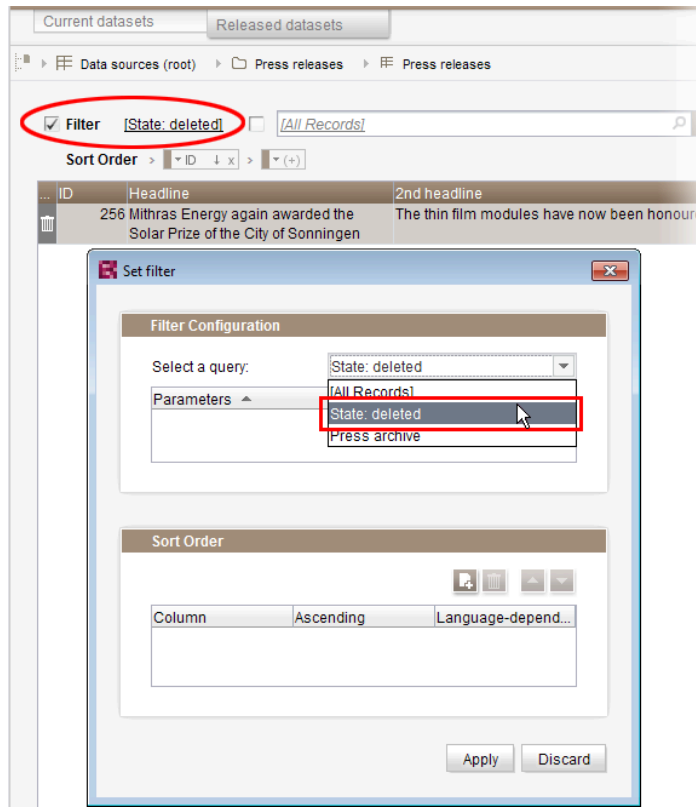 Current datasets Released datasets
Data sources (root) Press releases Press releases
Filter [State: deleted] [All Records]
Sort Order > ID ↓ x > (+)
... ID Headline 2nd headline
256 Mithras Energy again awarded the The thin film modules have now been honour
Solar Prize of the City of Sonningen
Set filter
Filter Configuration
Select a query: State: deleted
[All Records]
Parameters
State: deleted
Press archive
Sort Order
Column Ascending Language-depend...
Apply Discard